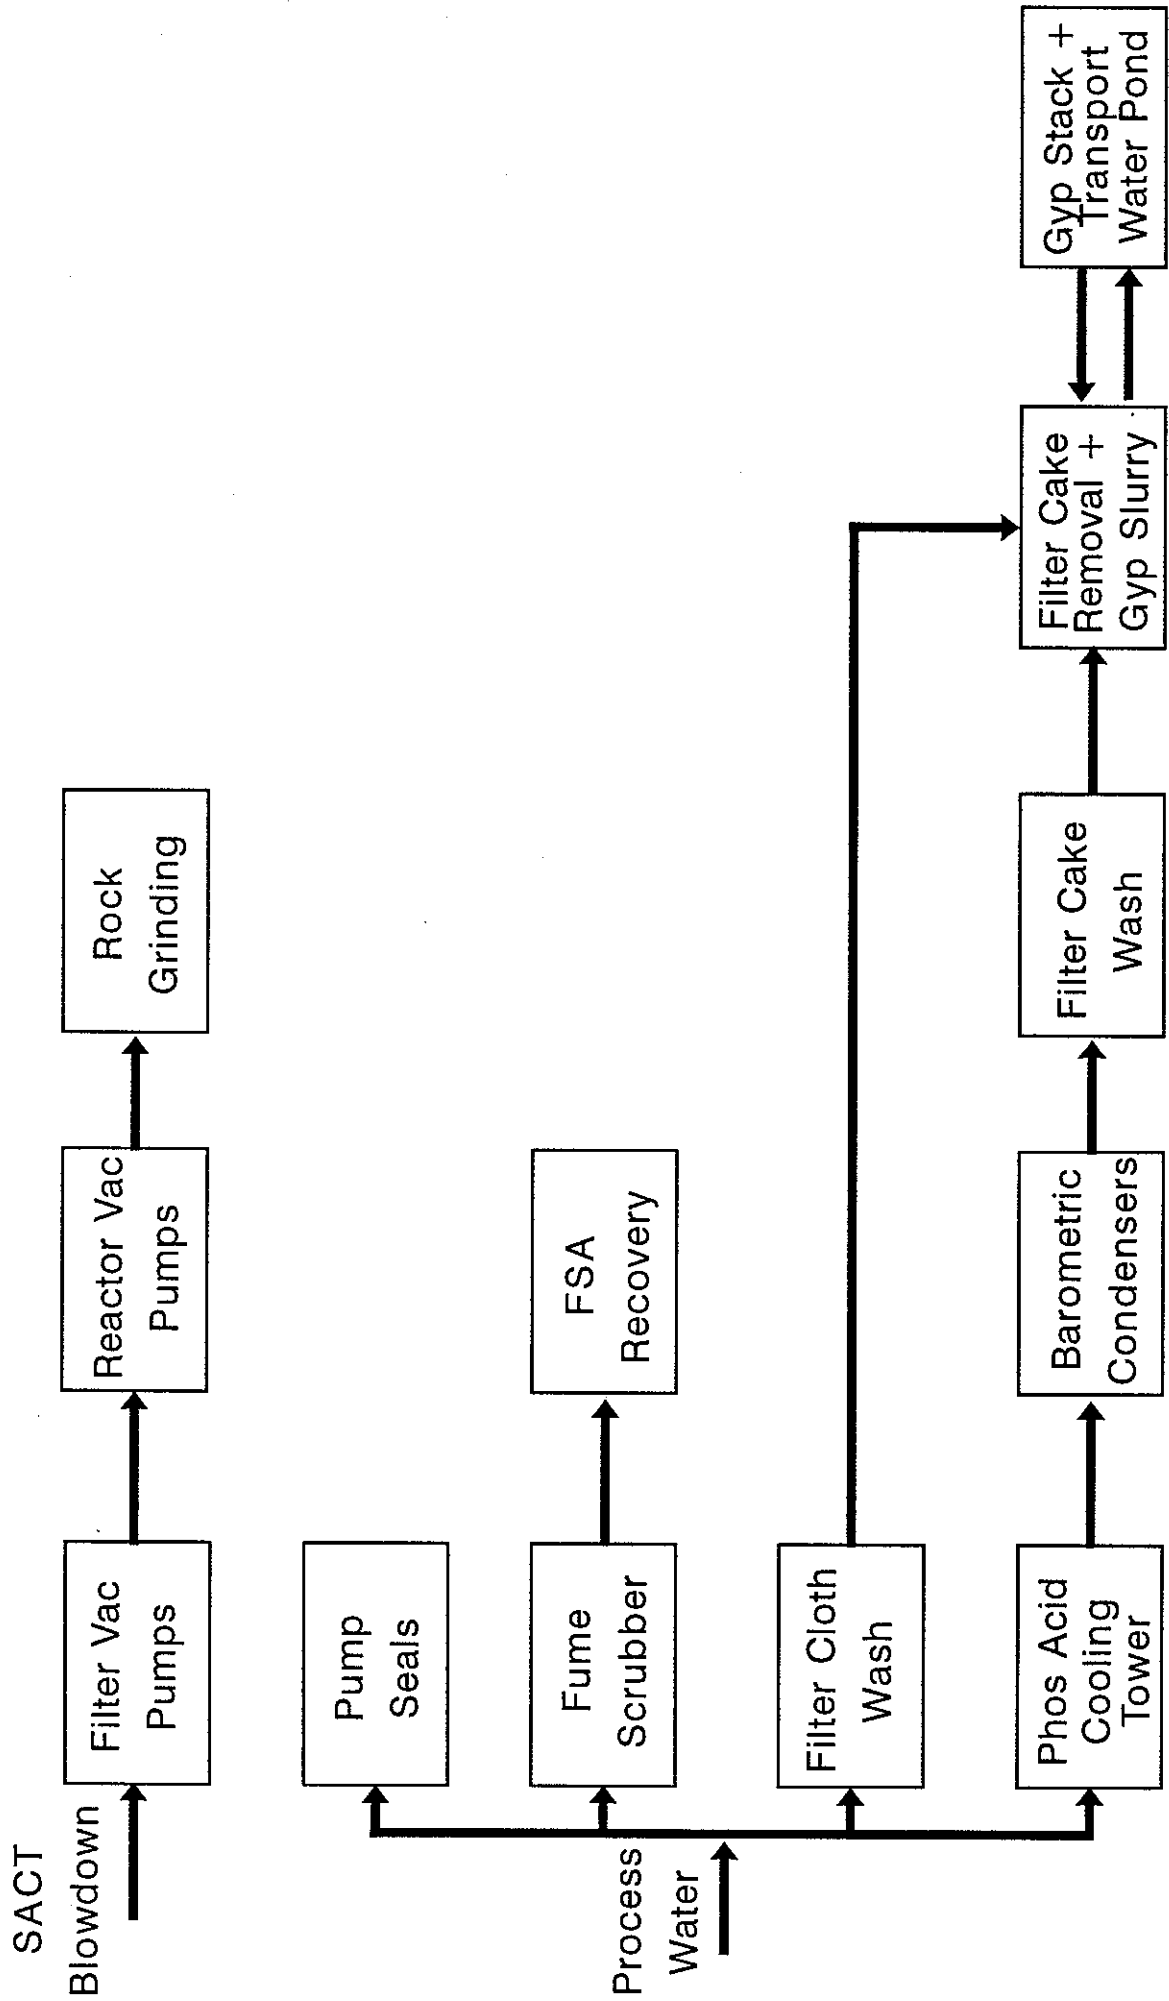 SACT
Blowdown
Filter Vac
Pumps
Reactor Vac
Pumps
Rock
Grinding
Process
Water
Pump
Seals
Fume
Scrubber
FSA
Recovery
Filter Cloth
Wash
Phos Acid
Cooling
Tower
Barometric
Condensers
Filter Cake
Wash
Filter Cake
Removal +
Gyp Slurry
Gyp Stack +
Transport
Water Pond